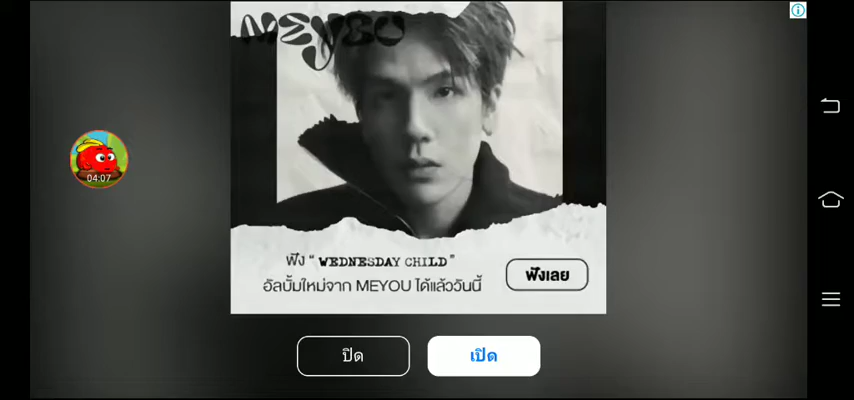 MEYOU
04:07
ฟัง “ WEDNESDAY CHILD ”
อัลบั้มใหม่จาก MEYOU ได้แล้ววันนี้
ฟังเลย
ปิด
เปิด